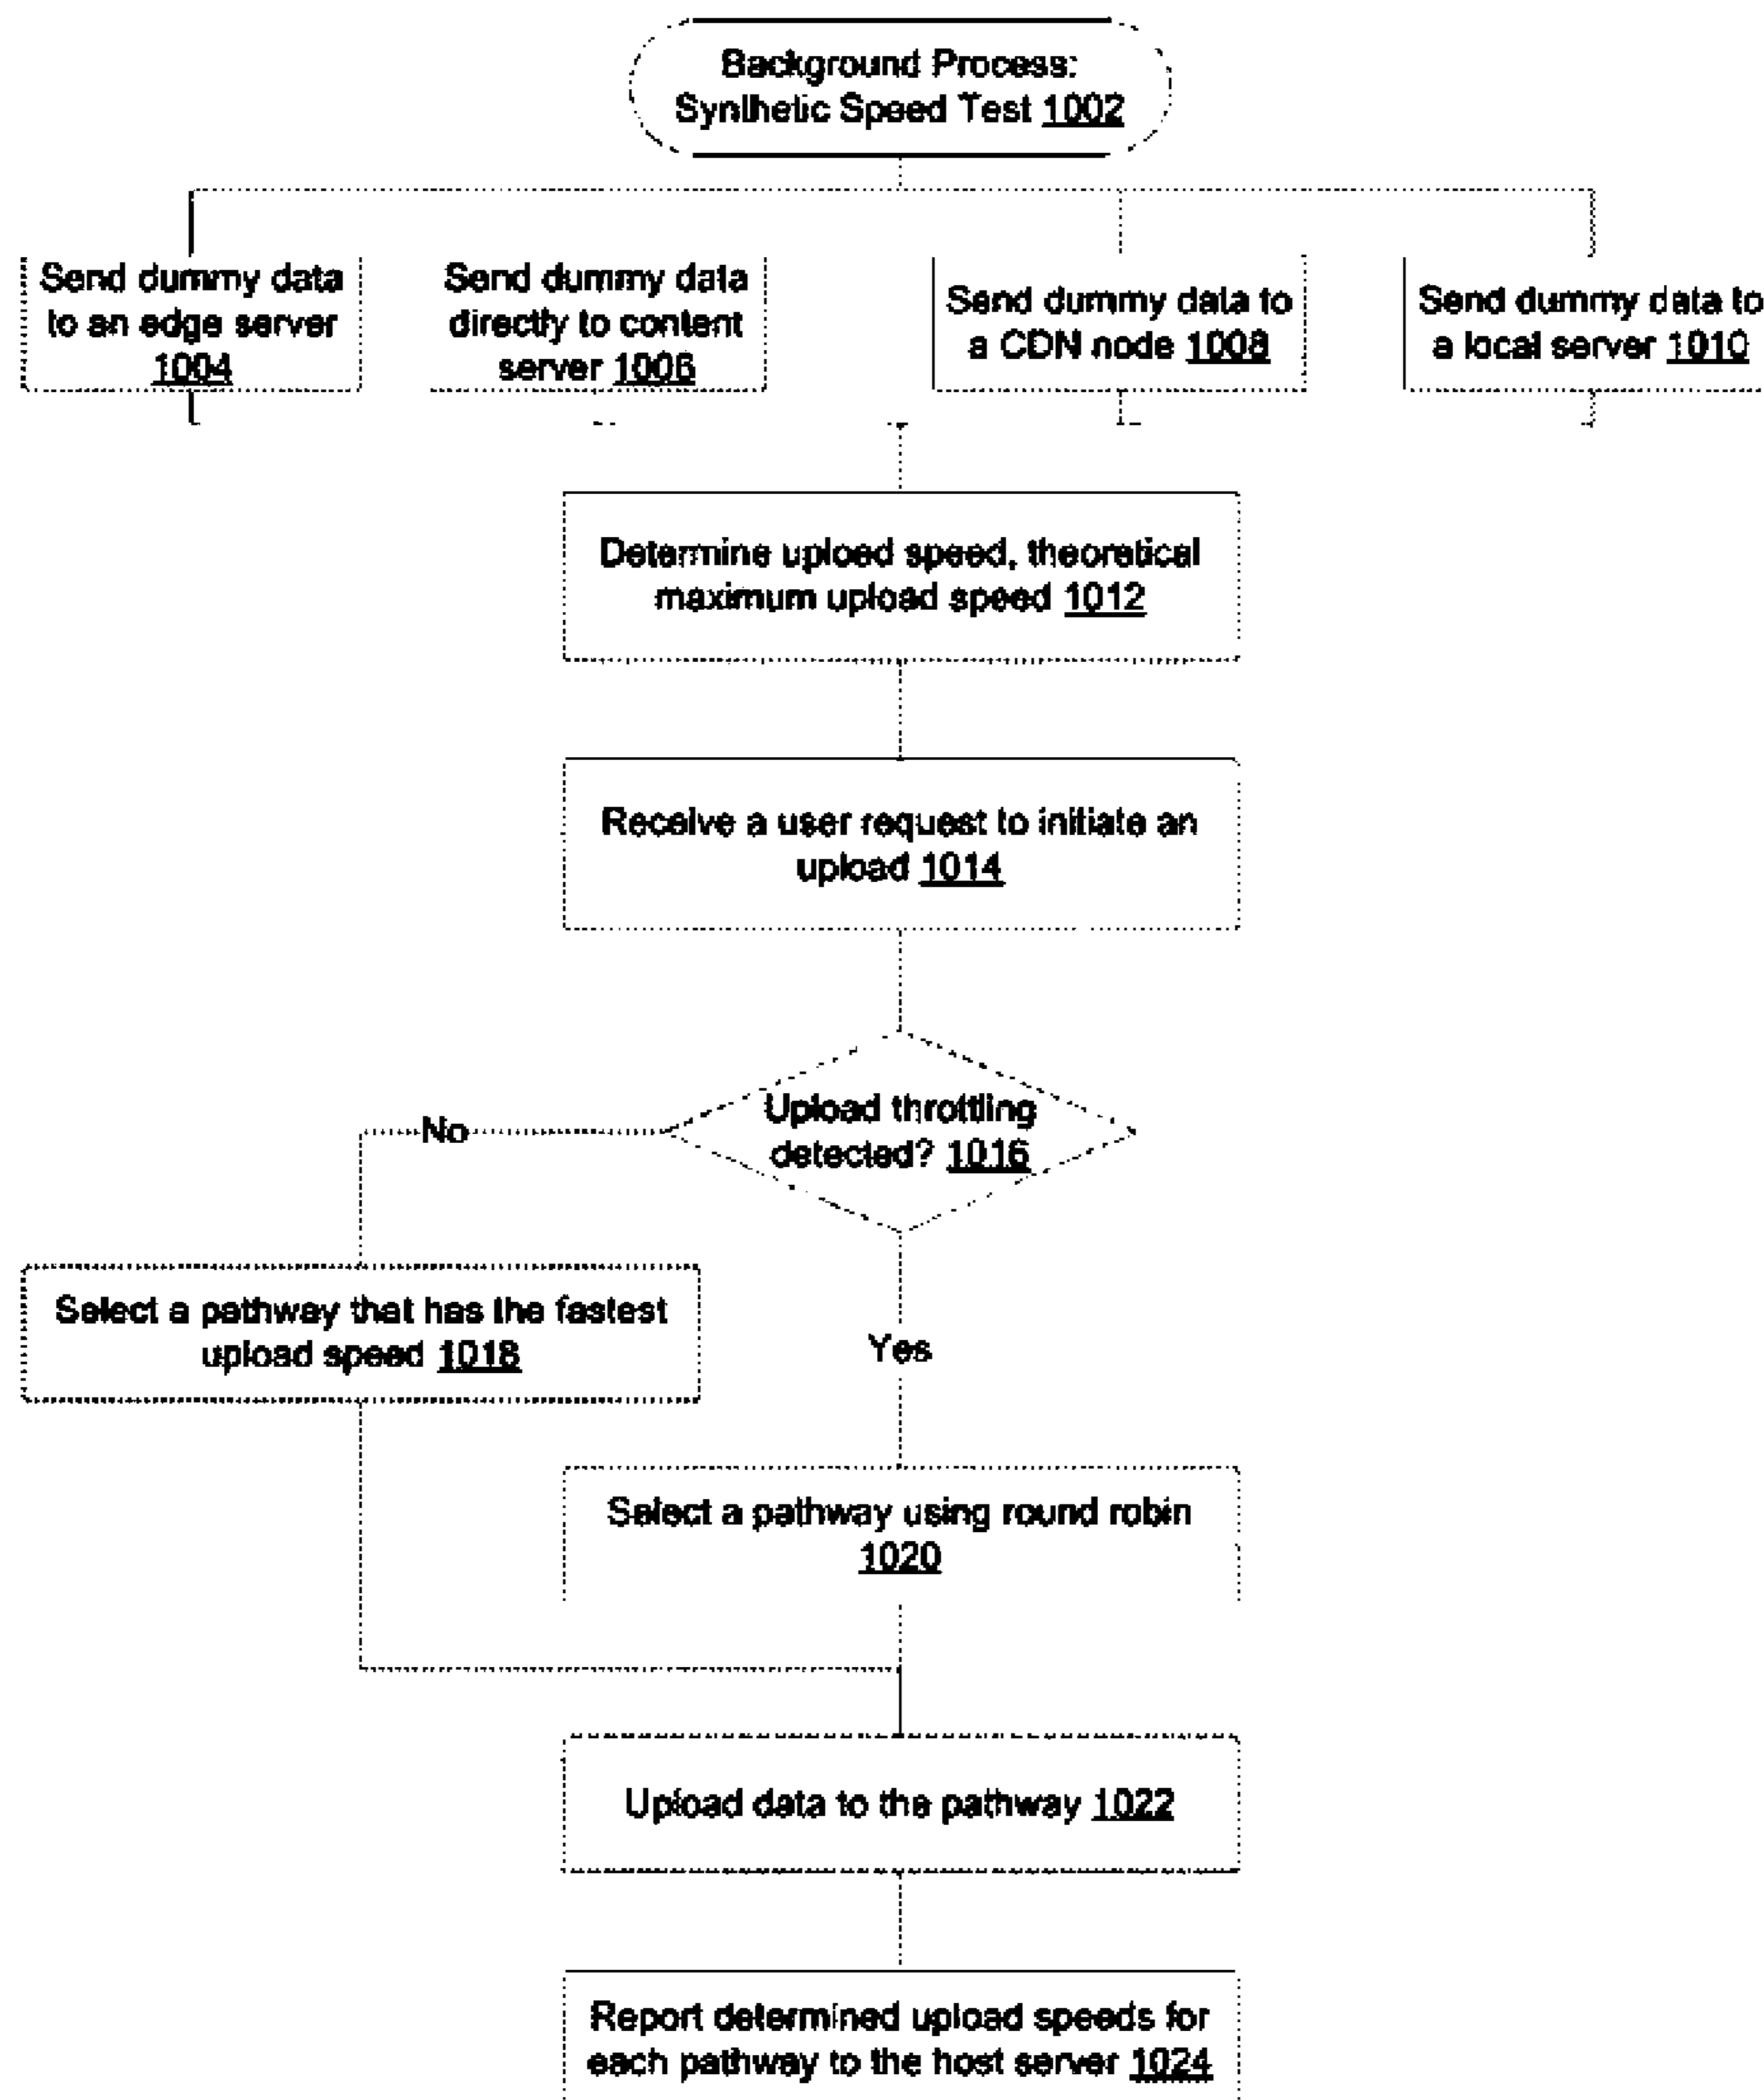 Background Process:
Synthetic Speed Test 1002
Send dummy data
to an edge server
1004
Send dummy data
directly to content
server 1006
Send dummy data to
a CDN node 1008
Send dummy data to
a local server 1010
Determine upload speed, theoretical
maximum upload speed 1012
Receive a user request to initiate an
upload 1014
Upload throttling
detected? 1016
No
Select a pathway that has the fastest
upload speed 1018
Yes
Select a pathway using round robin
1020
Upload data to the pathway 1022
Report determined upload speeds for
each pathway to the host server 1024